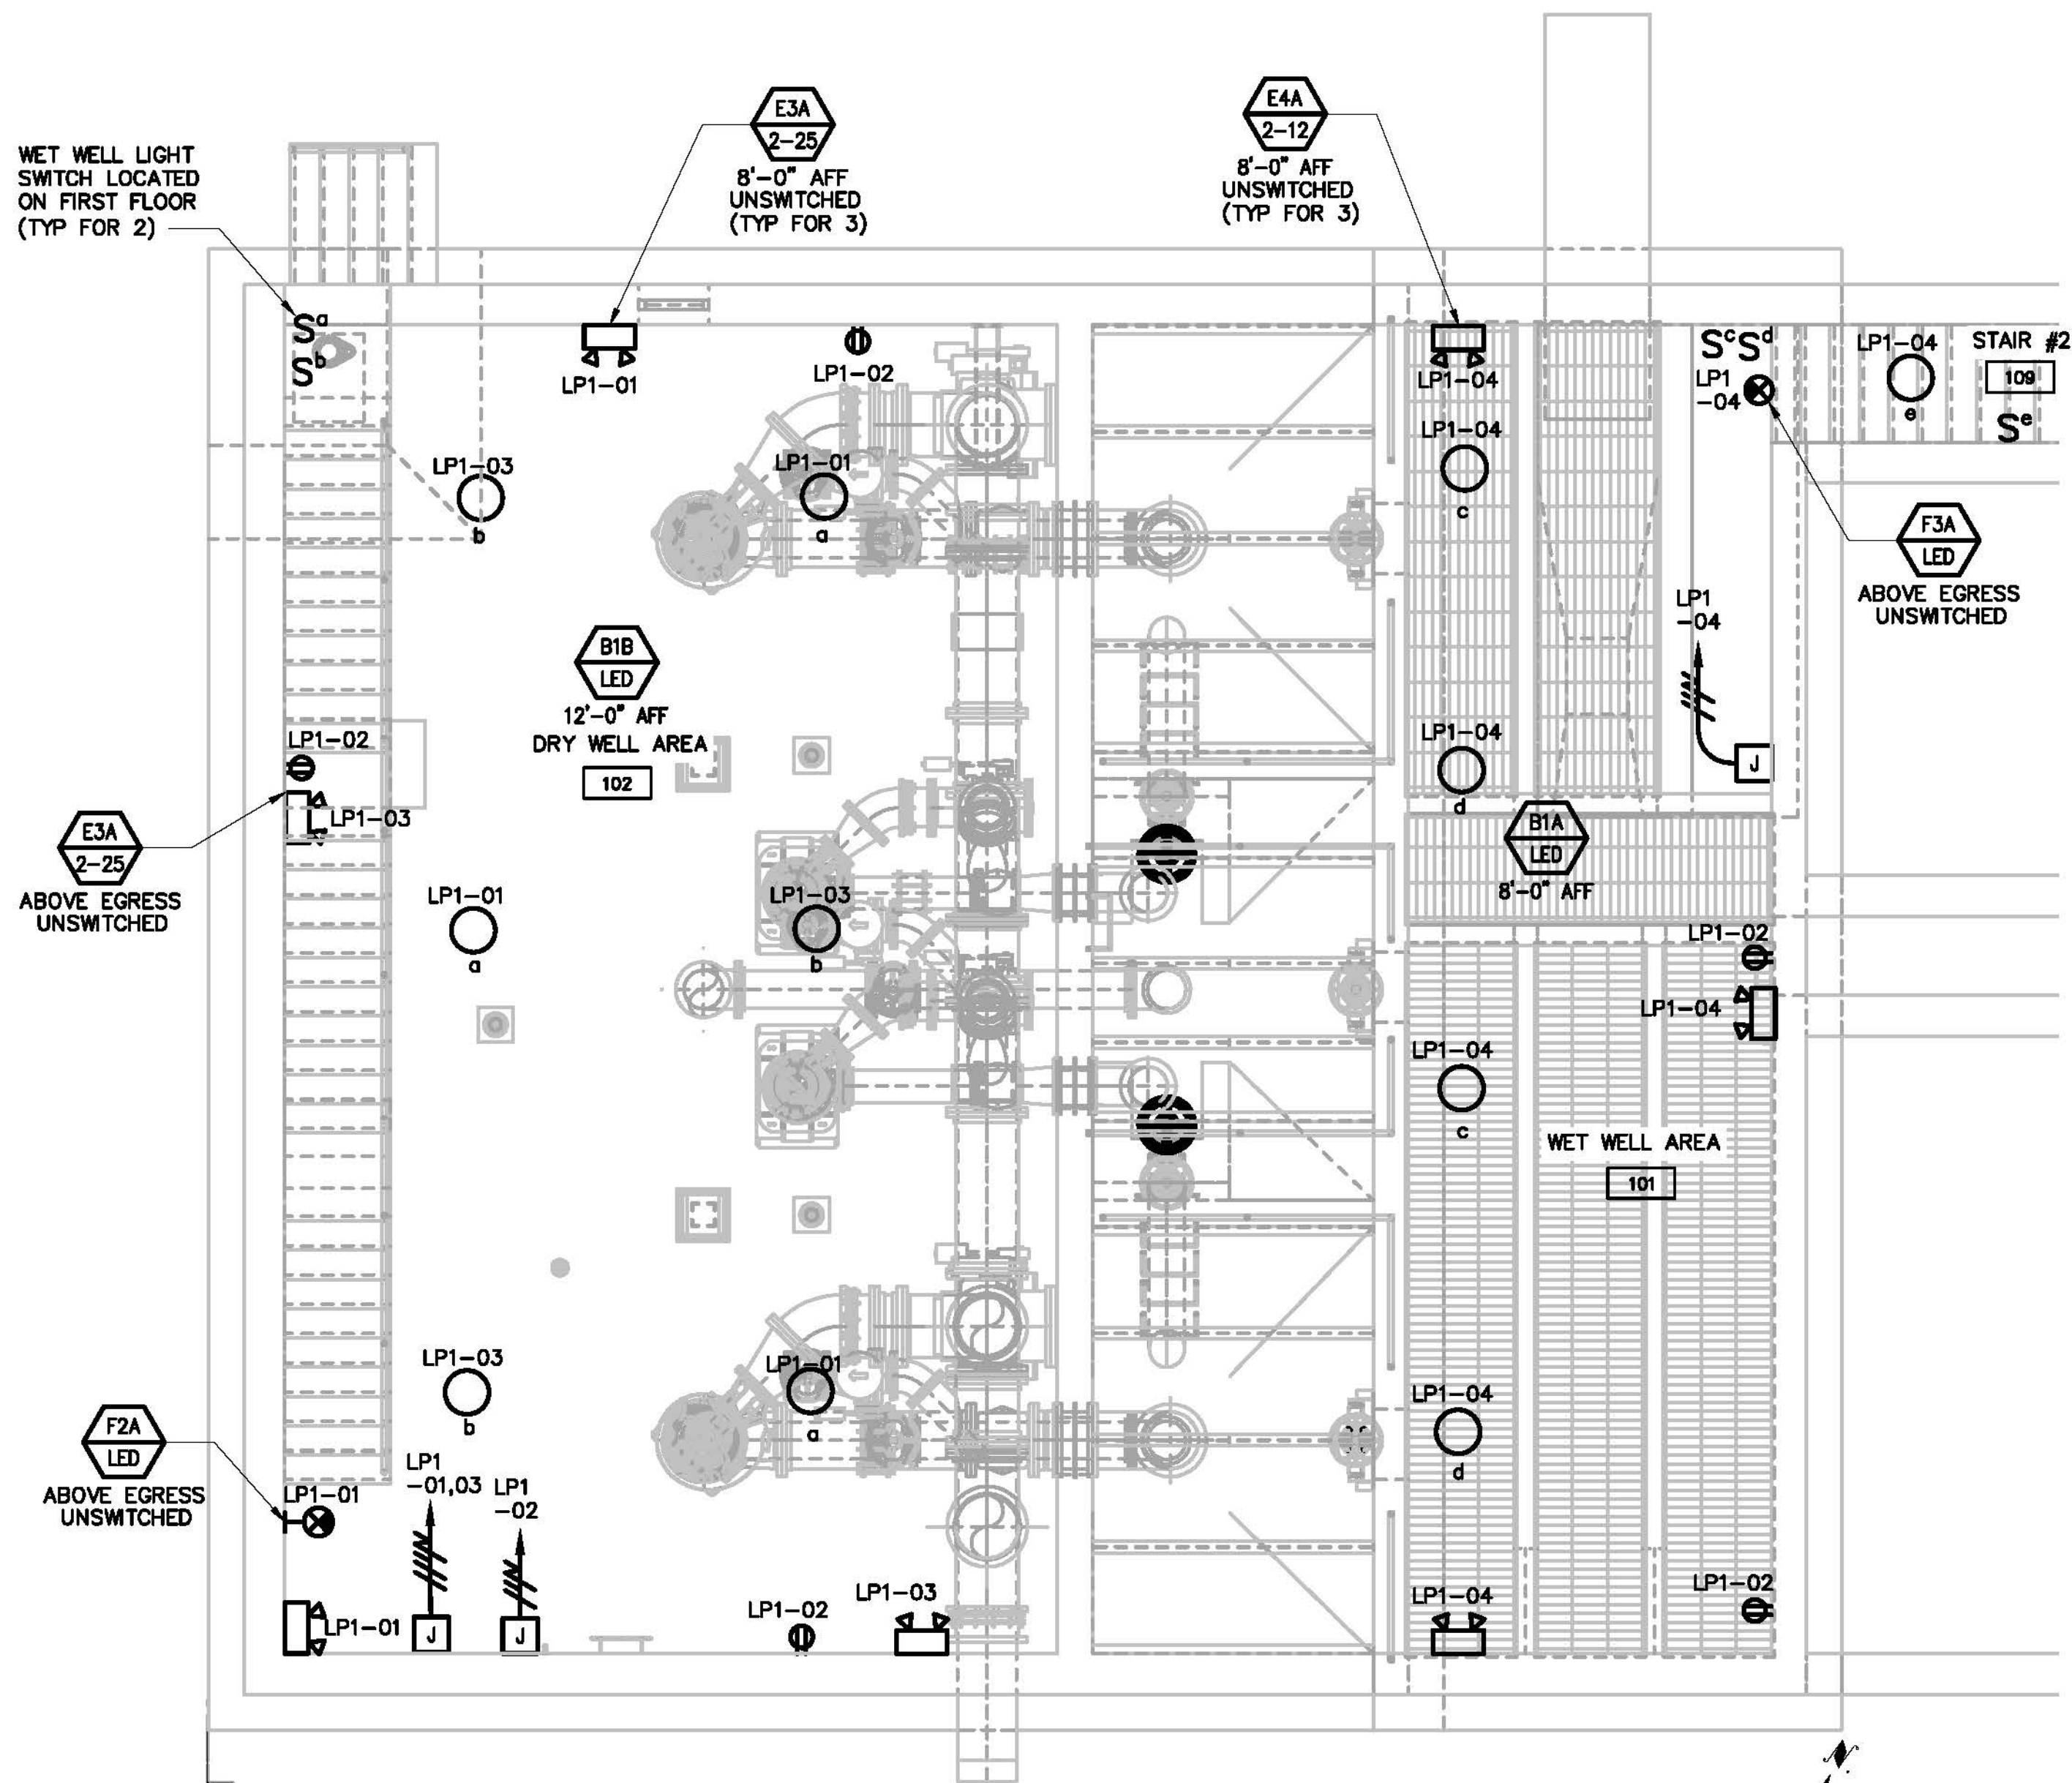 E3A
2-25
8'-0" AFF
UNSWITCHED
(TYP FOR 3)
E4A
2-12
8'-0" AFF
UNSWITCHED
(TYP FOR 3)
WET WELL LIGHT
SWITCH LOCATED
ON FIRST FLOOR
(TYP FOR 2)
Sa
Sb
LP1-01
LP1-02
LP1-04
Sc Sd
LP1
-04
LP1-04
e
STAIR #2
109
Se
LP1-03
b
LP1-01
a
LP1-04
c
F3A
LED
ABOVE EGRESS
UNSWITCHED
B1B
LED
12'-0" AFF
DRY WELL AREA
102
LP1
-04
J
LP1-02
LP1-03
LP1-04
d
E3A
2-25
ABOVE EGRESS
UNSWITCHED
B1A
LED
8'-0" AFF
LP1-01
a
LP1-03
b
LP1-02
LP1-04
LP1-04
c
WET WELL AREA
101
LP1-03
b
LP1-01
a
LP1-04
d
F2A
LED
ABOVE EGRESS
UNSWITCHED
LP1-01
LP1
-01,03
LP1
-02
LP1-01
J
J
LP1-02
LP1-03
LP1-04
LP1-02
N